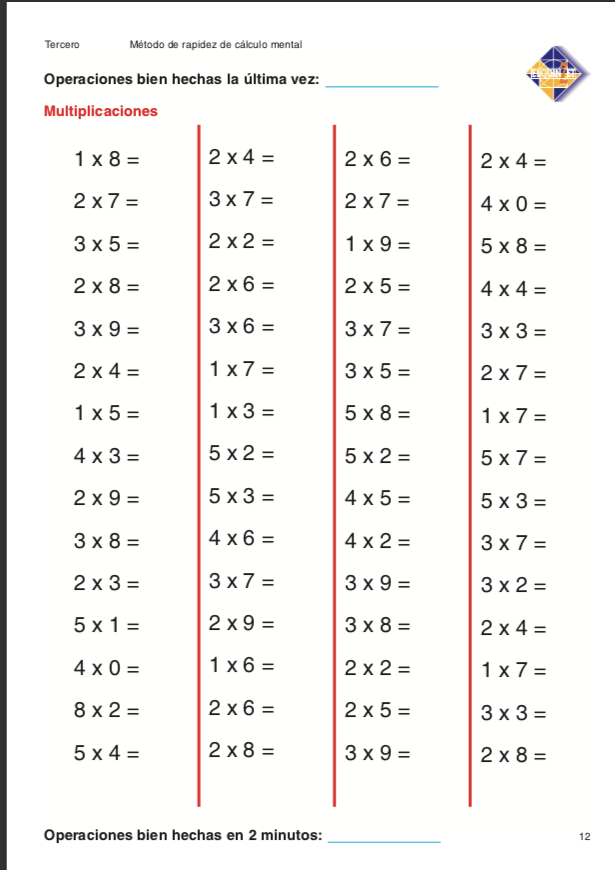 Tercero Método de rapidez de cálculo mental
Operaciones bien hechas la última vez: ____________
Multiplicaciones
1 x 8 =
2 x 7 =
3 x 5 =
2 x 8 =
3 x 9 =
2 x 4 =
1 x 5 =
4 x 3 =
2 x 9 =
3 x 8 =
2 x 3 =
5 x 1 =
4 x 0 =
8 x 2 =
5 x 4 =
2 x 4 =
3 x 7 =
2 x 2 =
2 x 6 =
3 x 6 =
1 x 7 =
1 x 3 =
5 x 2 =
5 x 3 =
4 x 6 =
3 x 7 =
2 x 9 =
1 x 6 =
2 x 6 =
2 x 8 =
2 x 6 =
2 x 7 =
1 x 9 =
2 x 5 =
3 x 7 =
3 x 5 =
5 x 8 =
5 x 2 =
4 x 5 =
4 x 2 =
3 x 9 =
3 x 8 =
2 x 2 =
2 x 5 =
3 x 9 =
2 x 4 =
4 x 0 =
5 x 8 =
4 x 4 =
3 x 3 =
2 x 7 =
1 x 7 =
5 x 7 =
5 x 3 =
3 x 7 =
3 x 2 =
2 x 4 =
1 x 7 =
3 x 3 =
2 x 8 =
Operaciones bien hechas en 2 minutos: ____________
12